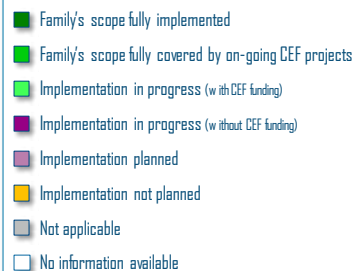 Family's scope fully implemented
Family's scope fully covered by on-going CEF projects
Implementation in progress (with CEF funding)
Implementation in progress (without CEF funding)
Implementation planned
Implementation not planned
Not applicable
No information available